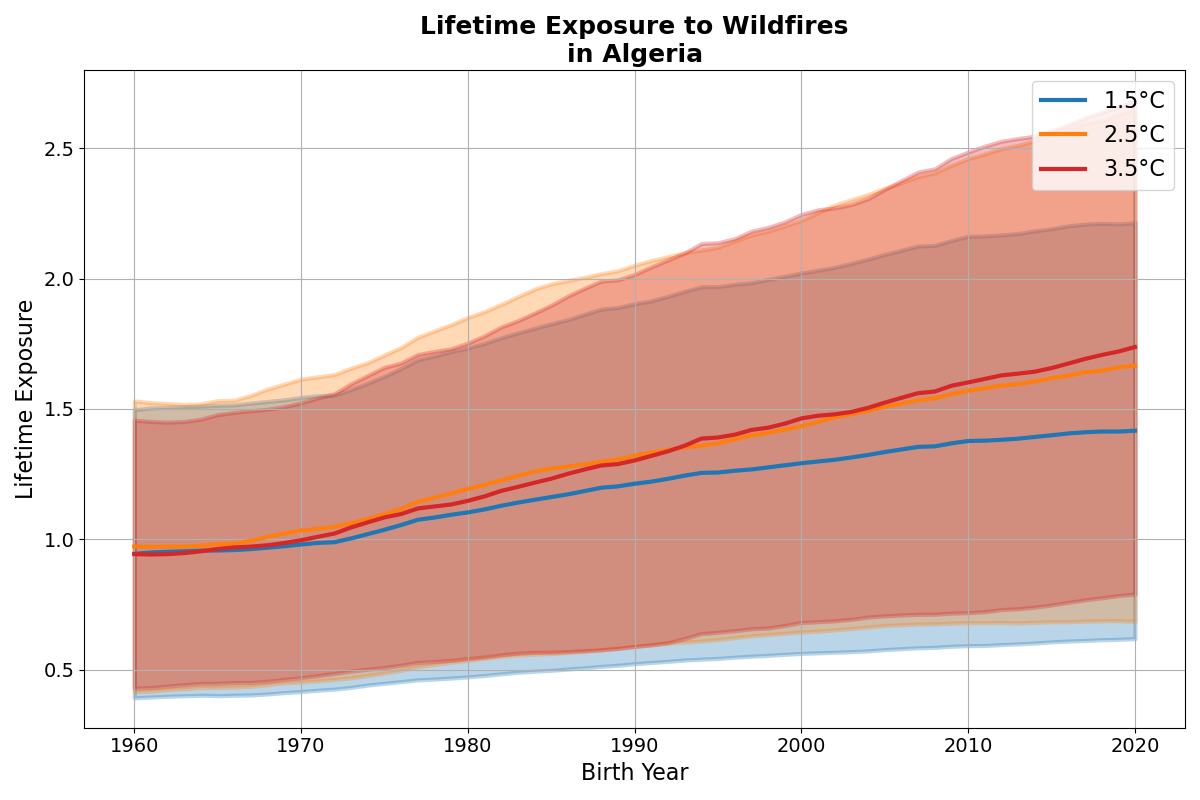 Lifetime Exposure to Wildfires
in Algeria
1.5°C
2.5°C
3.5°C
Lifetime Exposure
2.5
2.0
1.5
1.0
0.5
1960
1970
1980
1990
2000
2010
2020
Birth Year